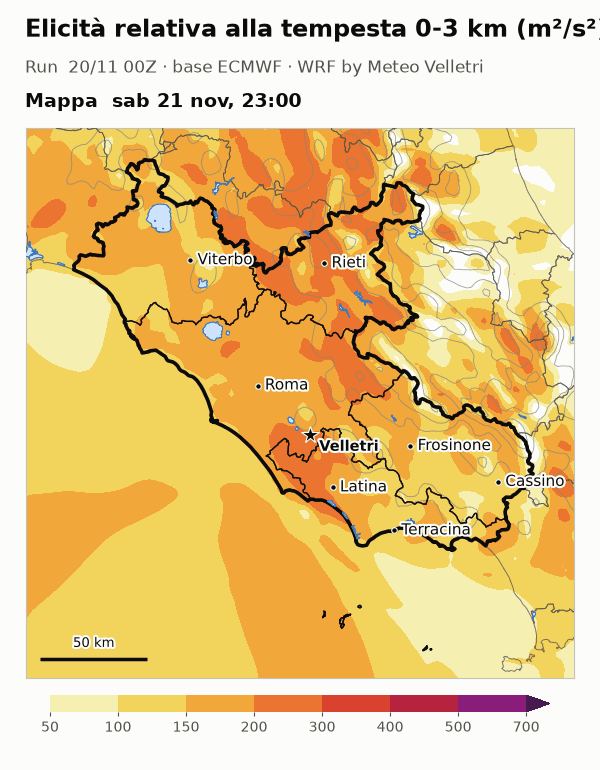 Elicità relativa alla tempesta 0-3 km (m²/s²)
Run  20/11 00Z · base ECMWF · WRF by Meteo Velletri
Mappa  sab 21 nov, 23:00
Viterbo
Rieti
Roma
Velletri
Frosinone
Latina
Cassino
Terracina
50 km
50 100 150 200 300 400 500 700